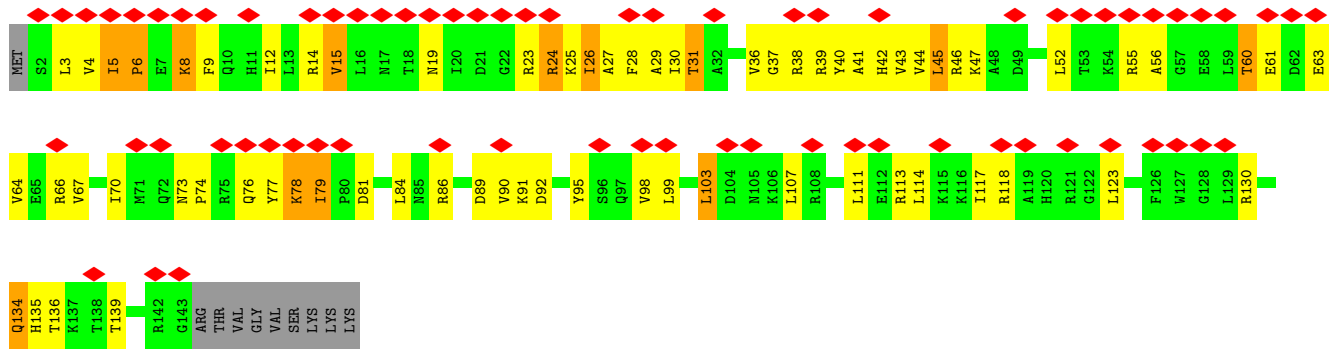 MET S2 L3 V4 I5 P6 E7 K8 F9 Q10 H11 I12 L13 R14 V15 L16 N17 T18 N19 I20 D21 G22 R23 R24 K25 I26 A27 F28 A29 I30 T31 A32 V36 G37 R38 R39 Y40 A41 H42 V43 V44 L45 R46 K47 A48 D49 L52 T53 K54 R55 A56 G57 E58 L59 T60 E61 D62 E63
V64 E65 R66 V67 I70 M71 Q72 N73 P74 R75 Q76 Y77 K78 I79 P80 D81 L84 N85 R86 D89 V90 K91 D92 Y95 S96 Q97 V98 L99 L103 D104 N105 K106 L107 R108 L111 E112 R113 L114 K115 K116 I117 R118 A119 H120 R121 G122 L123 F126 W127 G128 L129 R130
Q134 H135 T136 K137 T138 T139 R142 G143 ARG THR VAL GLY VAL SER LYS LYS LYS